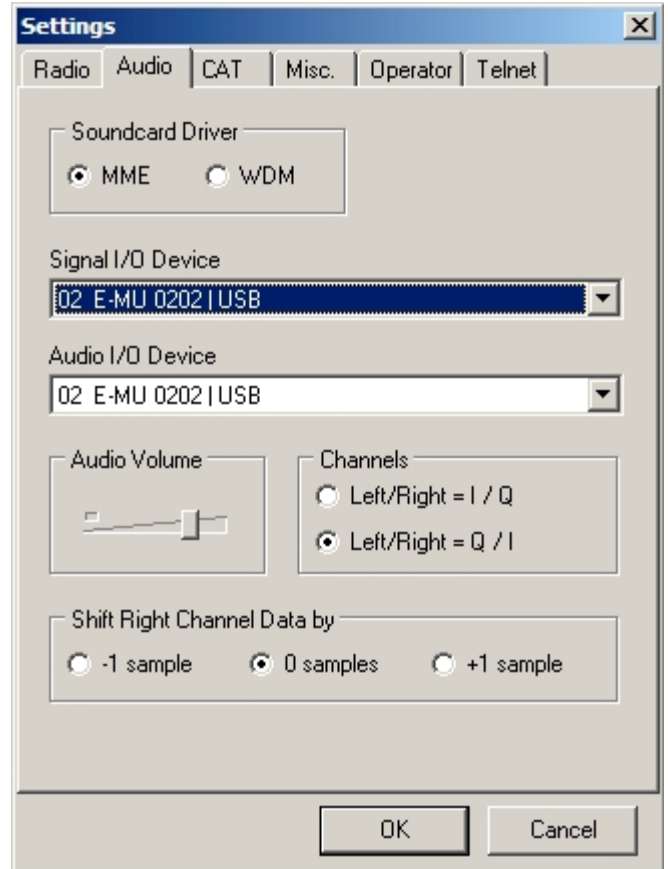 Settings
Radio Audio CAT Misc. Operator Telnet
Soundcard Driver
MME WDM
Signal I/O Device
02 E-MU 0202 | USB
Audio I/O Device
02 E-MU 0202 | USB
Audio Volume
Channels
Left/Right = I / Q
Left/Right = Q / I
Shift Right Channel Data by
-1 sample 0 samples +1 sample
OK Cancel